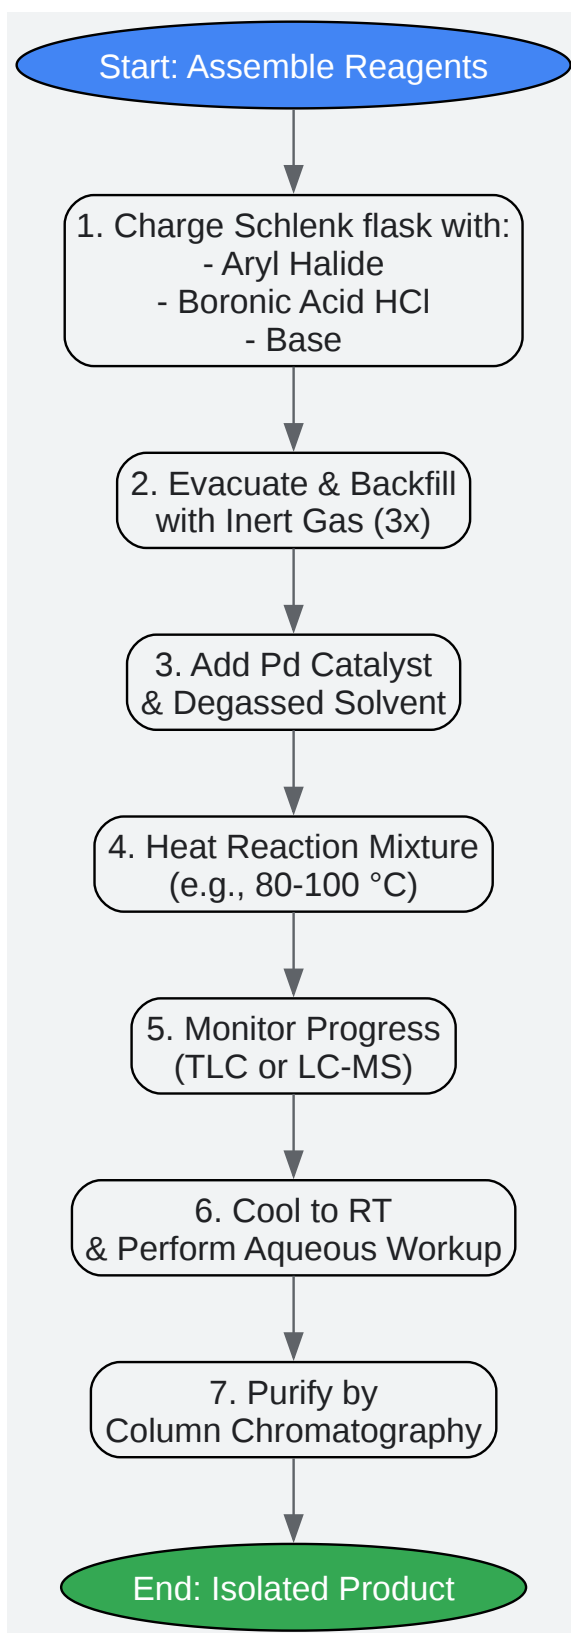 Start: Assemble Reagents
1. Charge Schlenk flask with:
- Aryl Halide
- Boronic Acid HCl
- Base
2. Evacuate & Backfill
with Inert Gas (3x)
3. Add Pd Catalyst
& Degassed Solvent
4. Heat Reaction Mixture
(e.g., 80-100 °C)
5. Monitor Progress
(TLC or LC-MS)
6. Cool to RT
& Perform Aqueous Workup
7. Purify by
Column Chromatography
End: Isolated Product